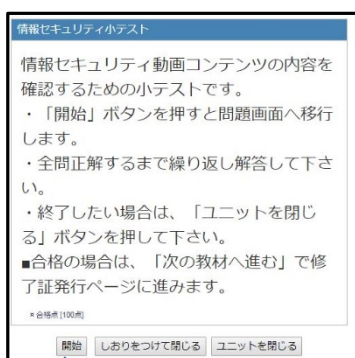 情報セキュリティ小テスト
情報セキュリティ動画コンテンツの内容を
確認するための小テストです。
・「開始」ボタンを押すと問題画面へ移行
します。
・全問正解するまで繰り返し解答して下さ
い。
・終了したい場合は、「ユニットを閉じ
る」ボタンを押して下さい。
■合格の場合は、「次の教材へ進む」で修
了証発行ページに進みます。
¤ 合格点 [100点]
開始 しおりをつけて閉じる ユニットを閉じる